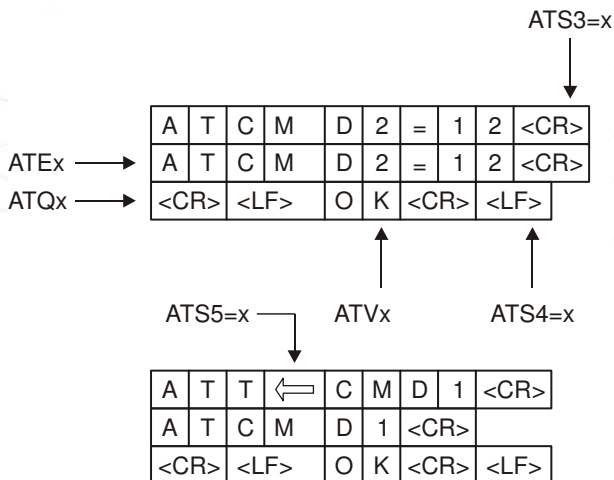 ATS3=x
A T C M D 2 = 1 2 <CR>
ATEx A T C M D 2 = 1 2 <CR>
ATQx <CR> <LF> O K <CR> <LF>
ATS5=x ATVx ATS4=x
A T T C M D 1 <CR>
A T C M D 1 <CR>
<CR> <LF> O K <CR> <LF>